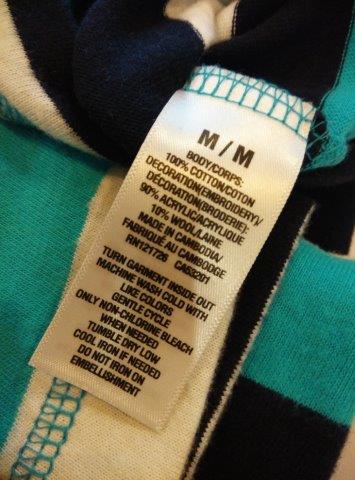 M / M
BODY/CORPS:
100% COTTON/COTON
DECORATION(EMBROIDERY)/
DÉCORATION(BRODERIE):
90% ACRYLIC/ACRYLIQUE
10% WOOL/LAINE
MADE IN CAMBODIA/
FABRIQUÉ AU CAMBODGE
RN127726 CA53201
TURN GARMENT INSIDE OUT
MACHINE WASH COLD WITH
LIKE COLORS
GENTLE CYCLE
ONLY NON-CHLORINE BLEACH
WHEN NEEDED
TUMBLE DRY LOW
COOL IRON IF NEEDED
DO NOT IRON ON
EMBELLISHMENT